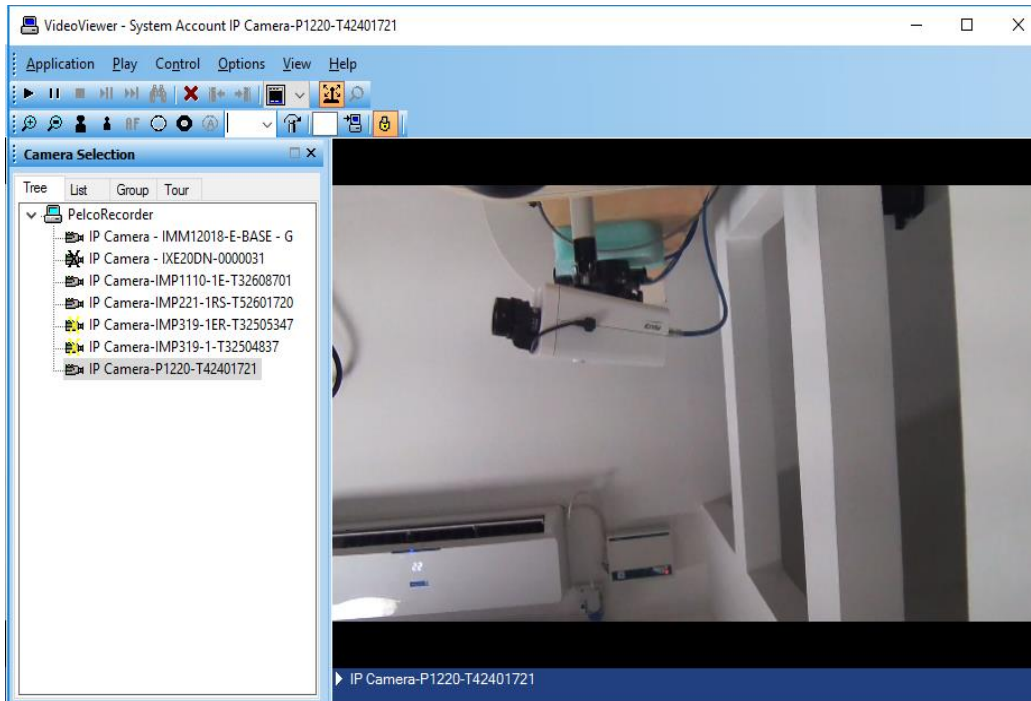 VideoViewer - System Account IP Camera-P1220-T42401721
Application Play Control Options View Help
AF A
Camera Selection
Tree List Group Tour
PelcoRecorder
IP Camera - IMM12018-E-BASE - G
IP Camera - IXE20DN-0000031
IP Camera-IMP1110-1E-T32608701
IP Camera-IMP221-1RS-T52601720
IP Camera-IMP319-1ER-T32505347
IP Camera-IMP319-1-T32504837
IP Camera-P1220-T42401721
22
IP Camera-P1220-T42401721